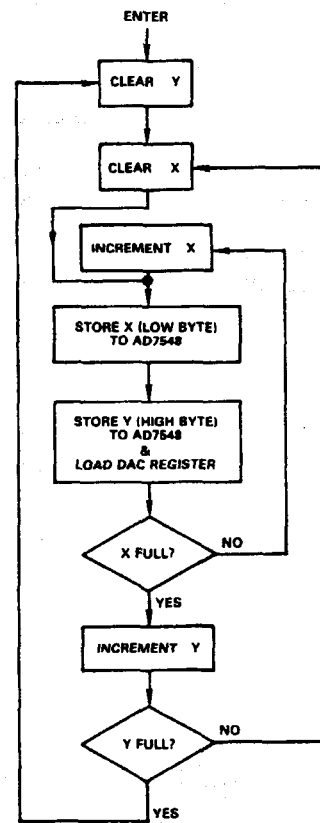 ENTER
CLEAR Y
CLEAR X
INCREMENT X
STORE X (LOW BYTE)
TO AD7548
STORE Y (HIGH BYTE)
TO AD7548
&
LOAD DAC REGISTER
X FULL?
NO
YES
INCREMENT Y
Y FULL?
NO
YES